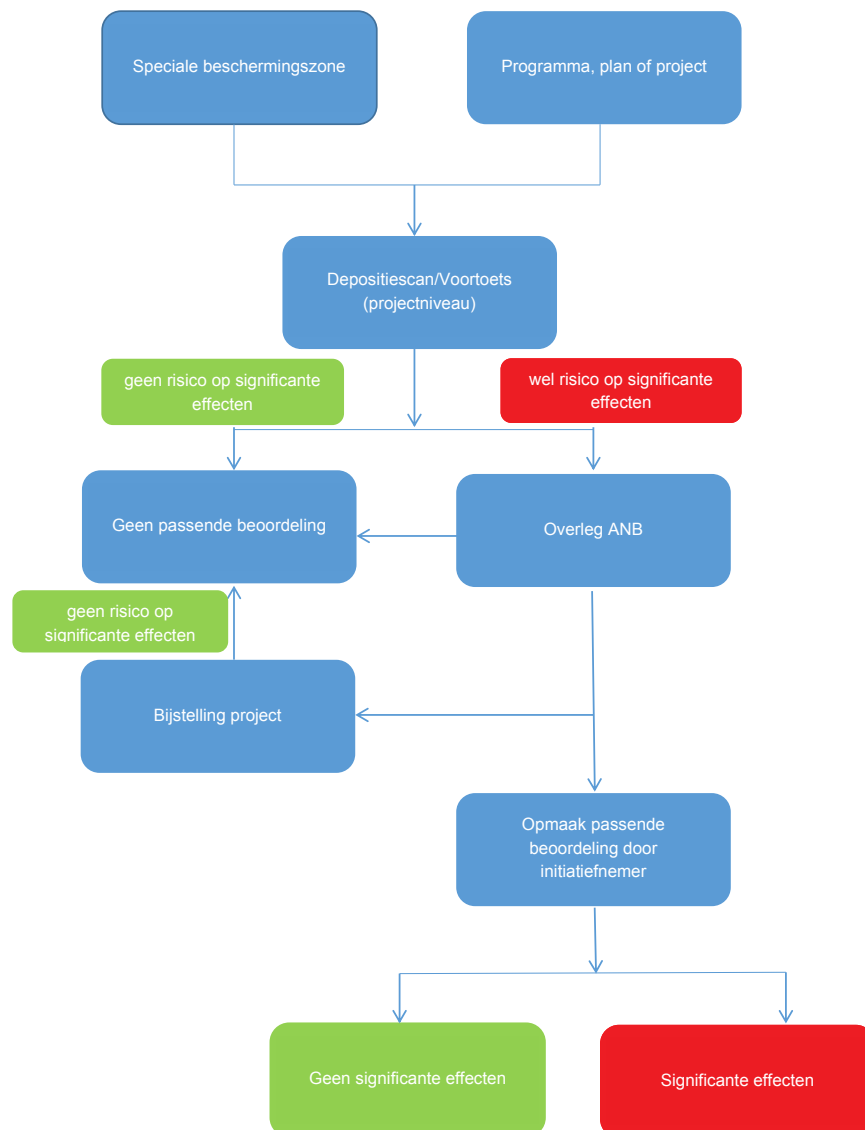 Speciale beschermingszone
Programma, plan of project
Depositiescan/Voortoets
(projectniveau)
geen risico op significante
effecten
wel risico op significante
effecten
Geen passende beoordeling
Overleg ANB
geen risico op
significante effecten
Bijstelling project
Opmaak passende
beoordeling door
initiatiefnemer
Geen significante effecten
Significante effecten